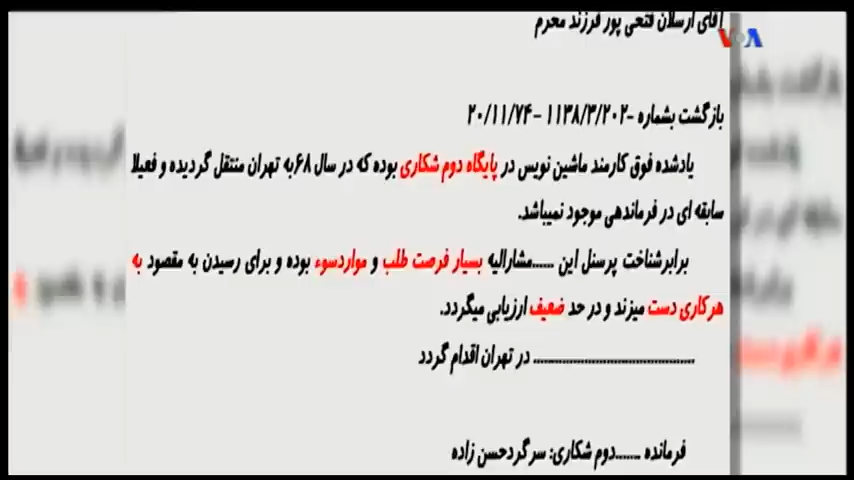 آقای ارسلان فتحی پور فرزند محرم
VOA
بازگشت بشماره -۱۱۳۸/۳/۲۰۲ – ۲۰/۱۱/۷۴
یادشده فوق کارمند ماشین نویس در پایگاه دوم شکاری بوده که در سال ۶۸به تهران منتقل گردیده و فعیلا
سابقه ای در فرماندهی موجود نمیباشد.
برابرشناخت پرسنل این .....مشارالیه بسیار فرصت طلب و مواردسوء بوده و برای رسیدن به مقصود به
هرکاری دست میزند و در حد ضعیف ارزیابی میگردد.
........................................ در تهران اقدام گردد
فرمانده ......دوم شکاری: سرگردحسن زاده